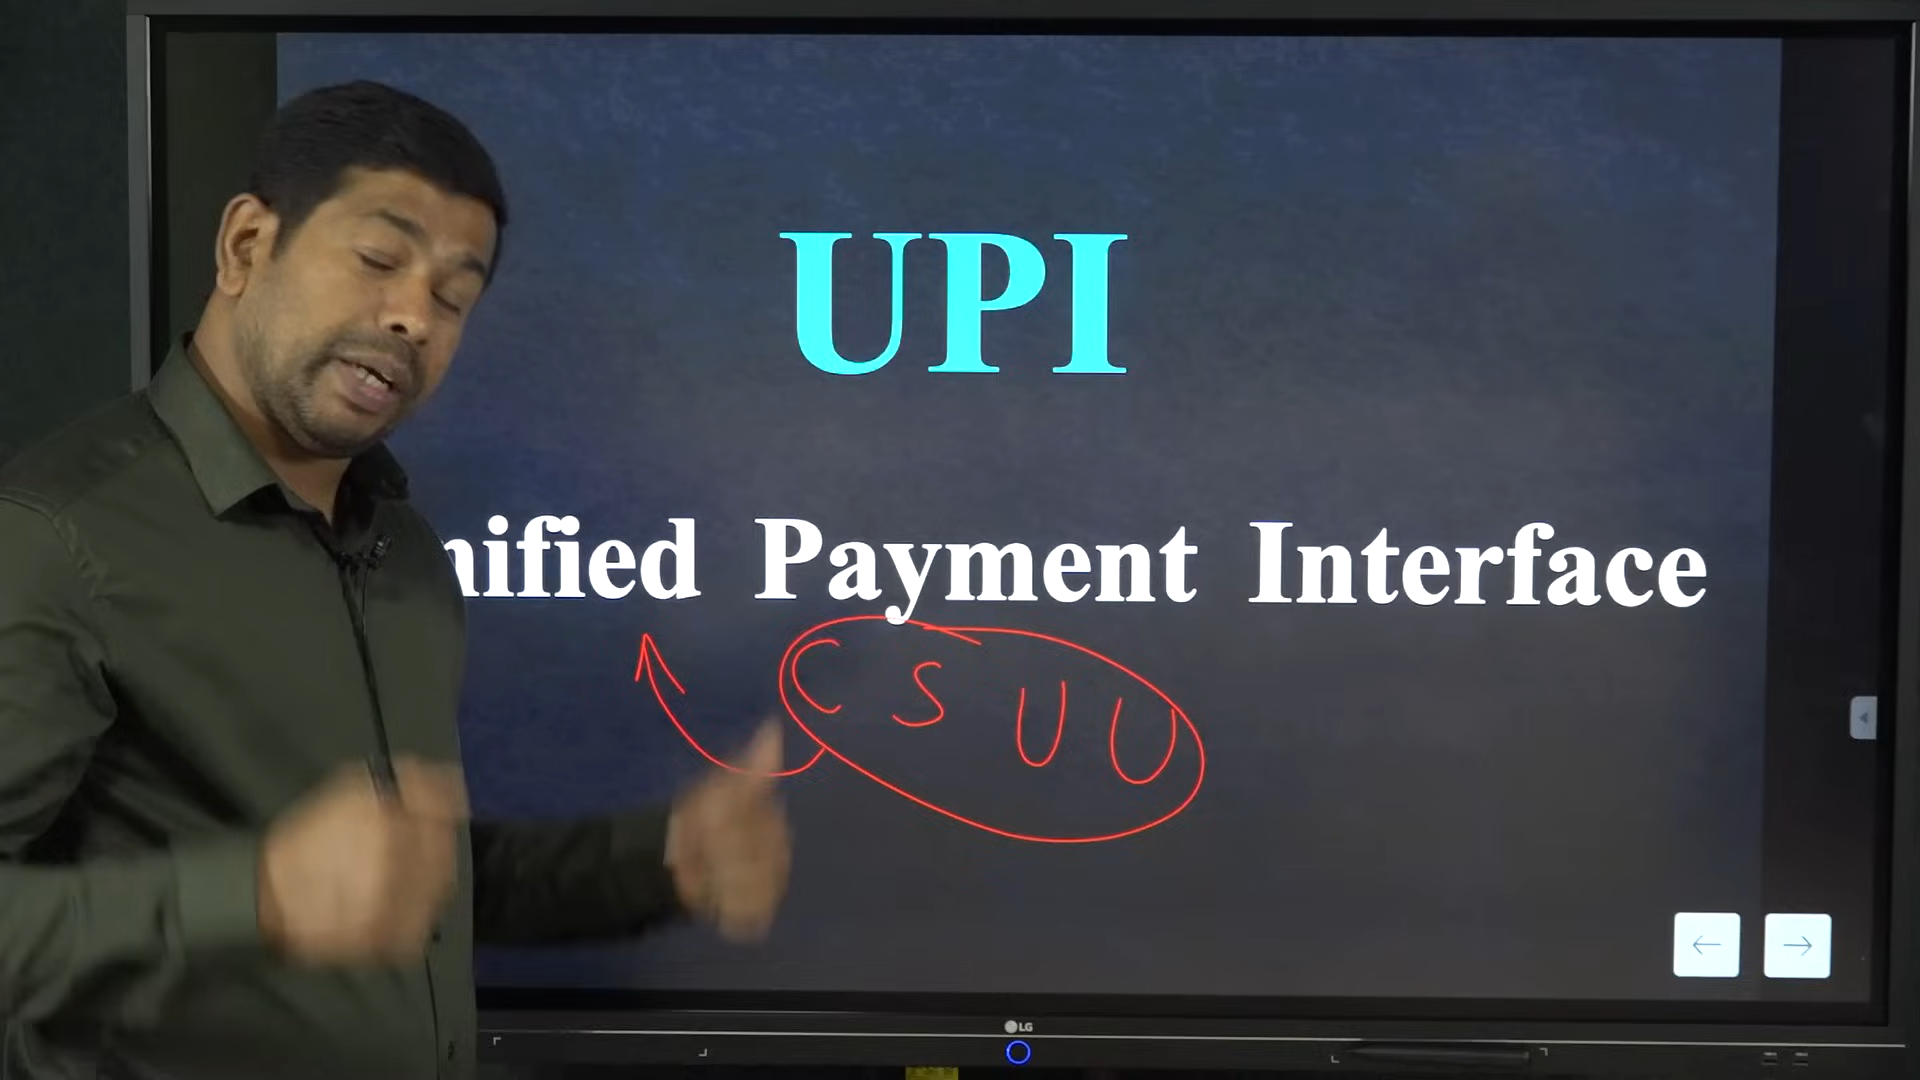 UPI
nified Payment Interface
C S U U
LG